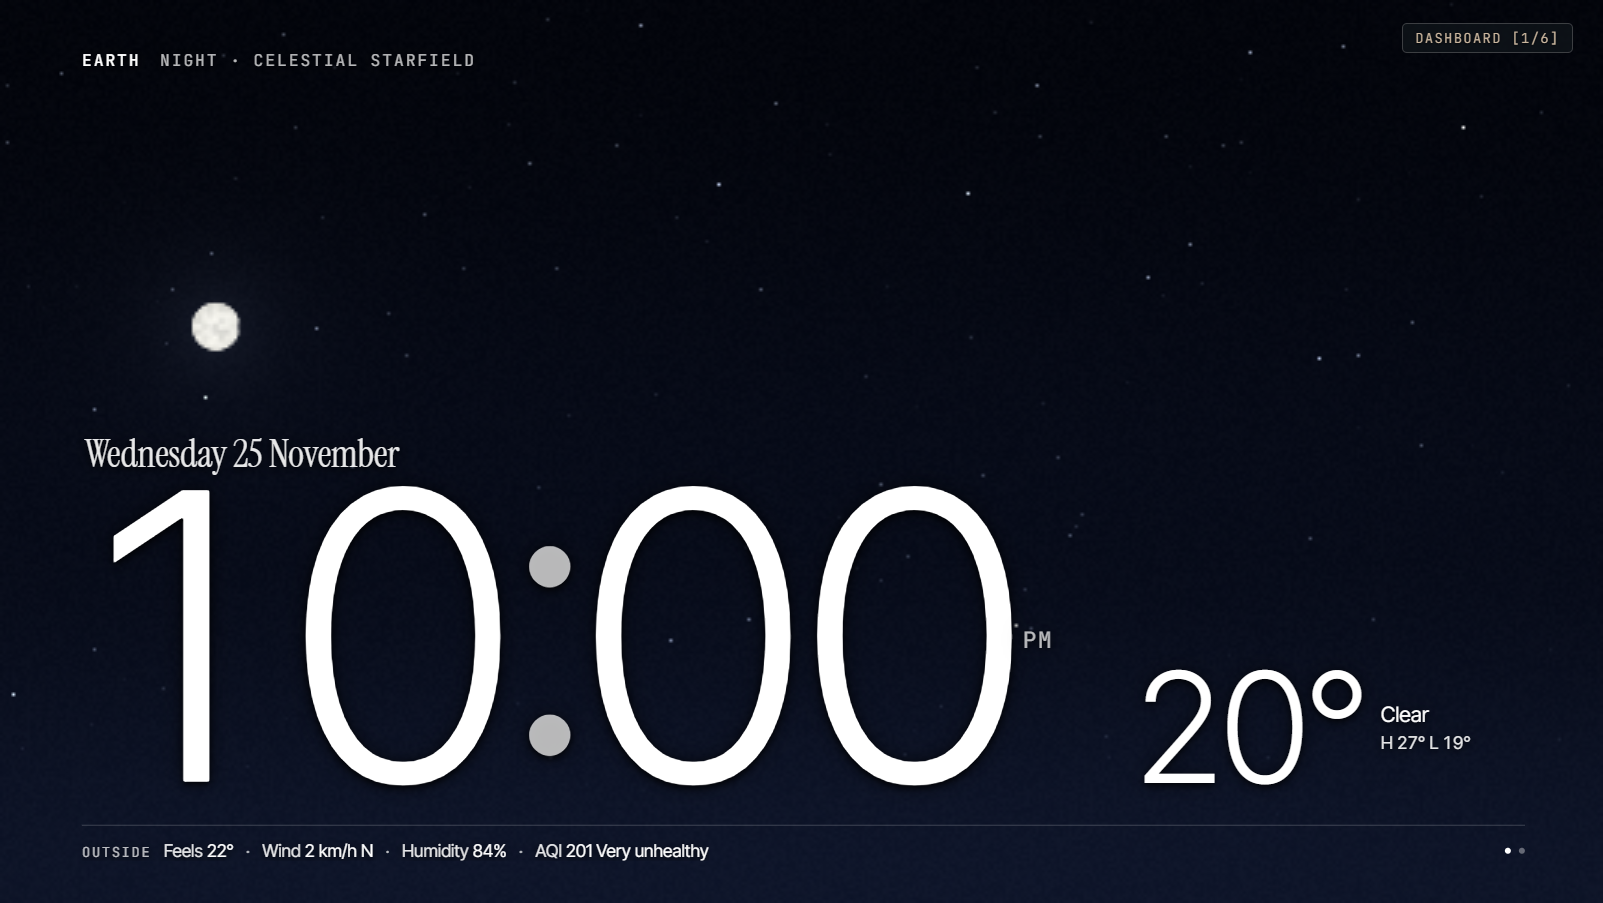 EARTH NIGHT · CELESTIAL STARFIELD
DASHBOARD [1/6]
Wednesday 25 November
10:00 PM
20° Clear
H 27° L 19°
OUTSIDE Feels 22° · Wind 2 km/h N · Humidity 84% · AQI 201 Very unhealthy